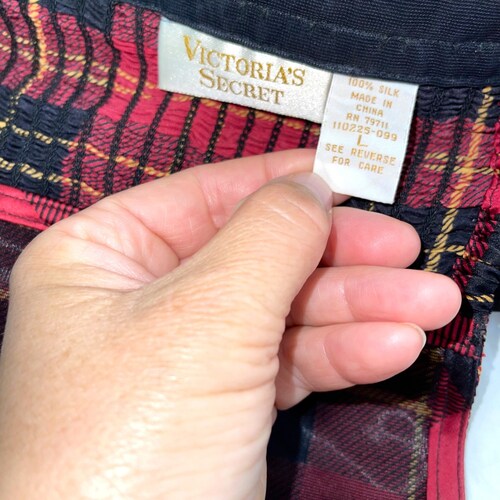 VICTORIA'S
SECRET
100% SILK
MADE IN
CHINA
RN 79711
110225-099
L
SEE REVERSE
FOR CARE